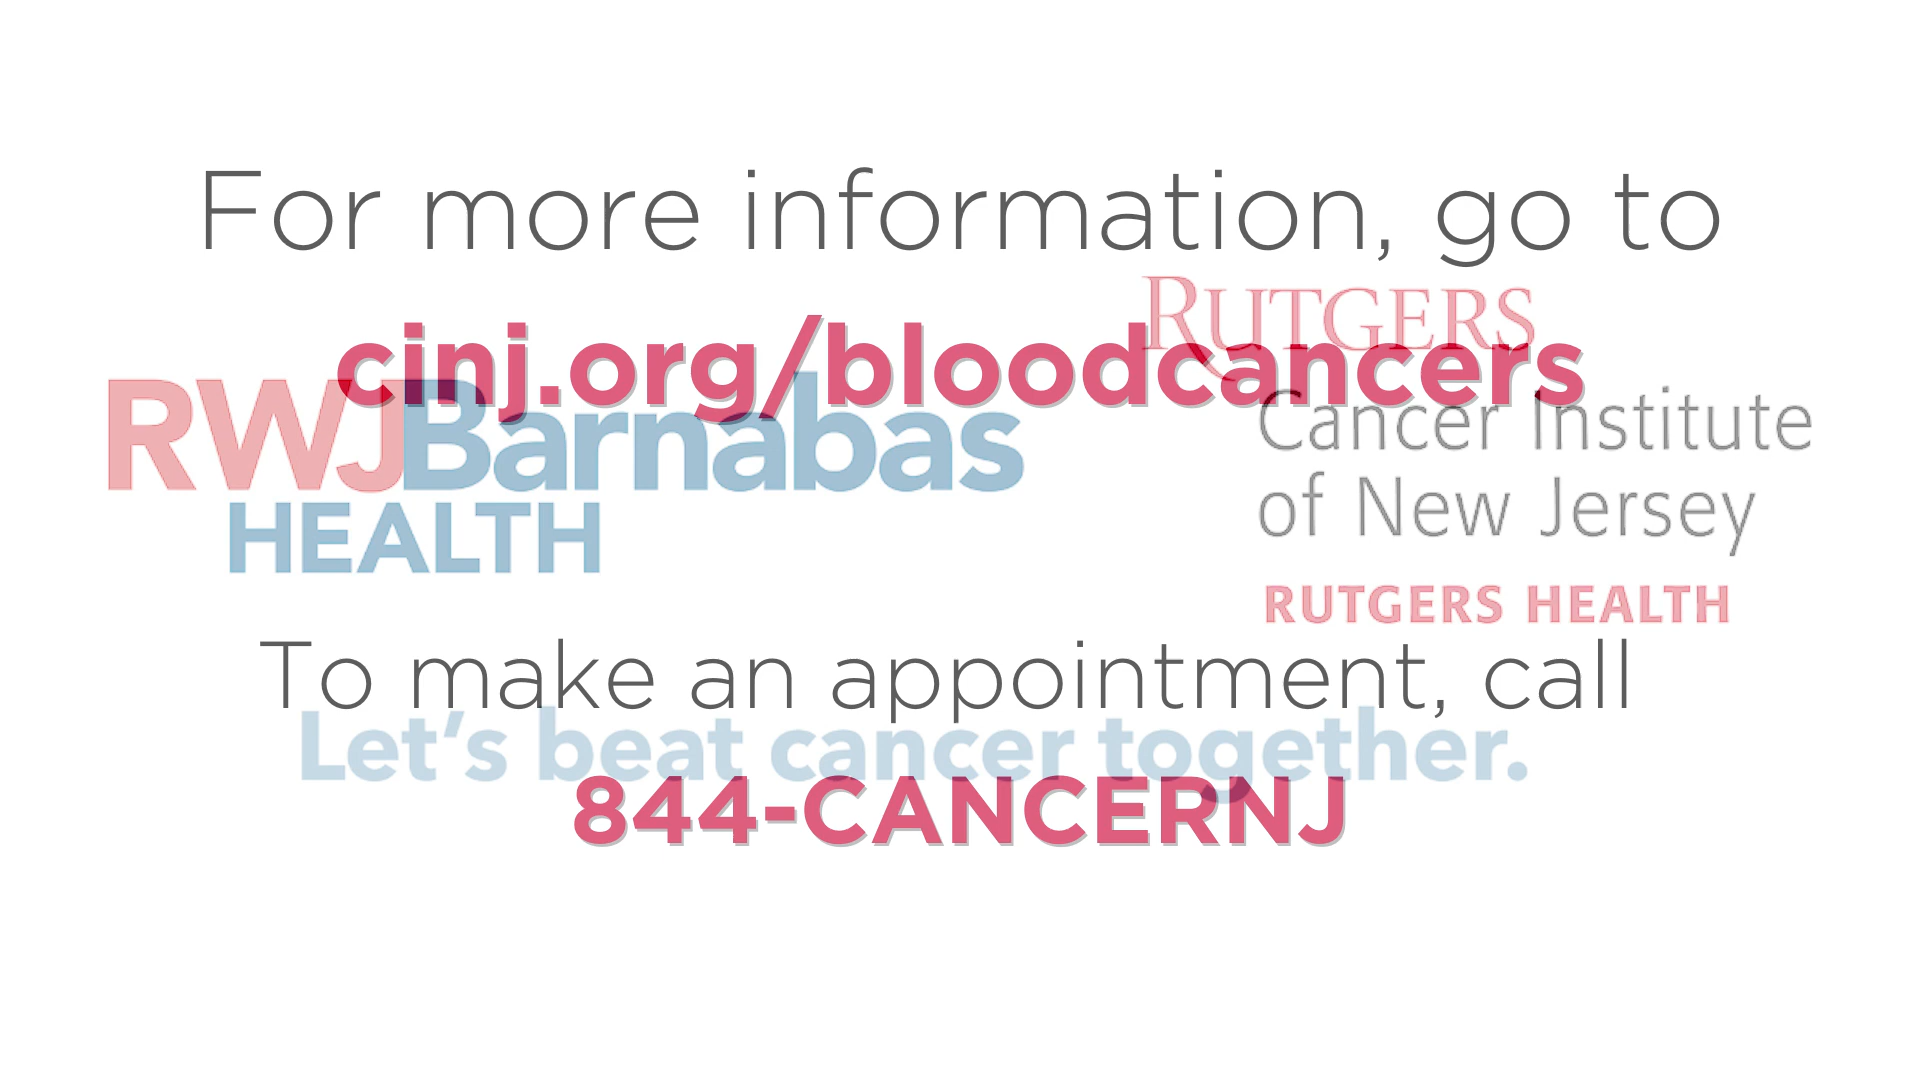 For more information, go to
RUTGERS
cinj.org/bloodcancers
RWJBarnabas
HEALTH
Cancer Institute
of New Jersey
RUTGERS HEALTH
To make an appointment, call
Let's beat cancer together.
844-CANCERNJ